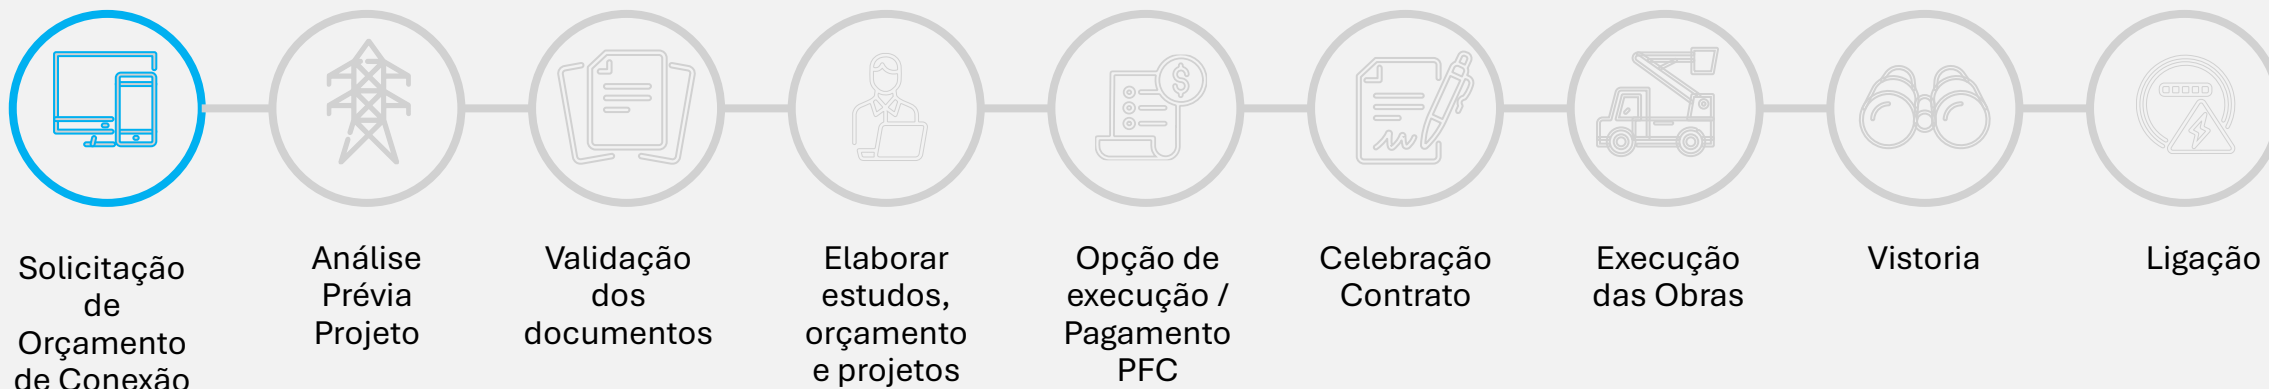 Solicitação
de
Orçamento
de Conexão
Análise
Prévia
Projeto
Validação
dos
documentos
Elaborar
estudos,
orçamento
e projetos
Opção de
execução /
Pagamento
PFC
Celebração
Contrato
Execução
das Obras
Vistoria
Ligação